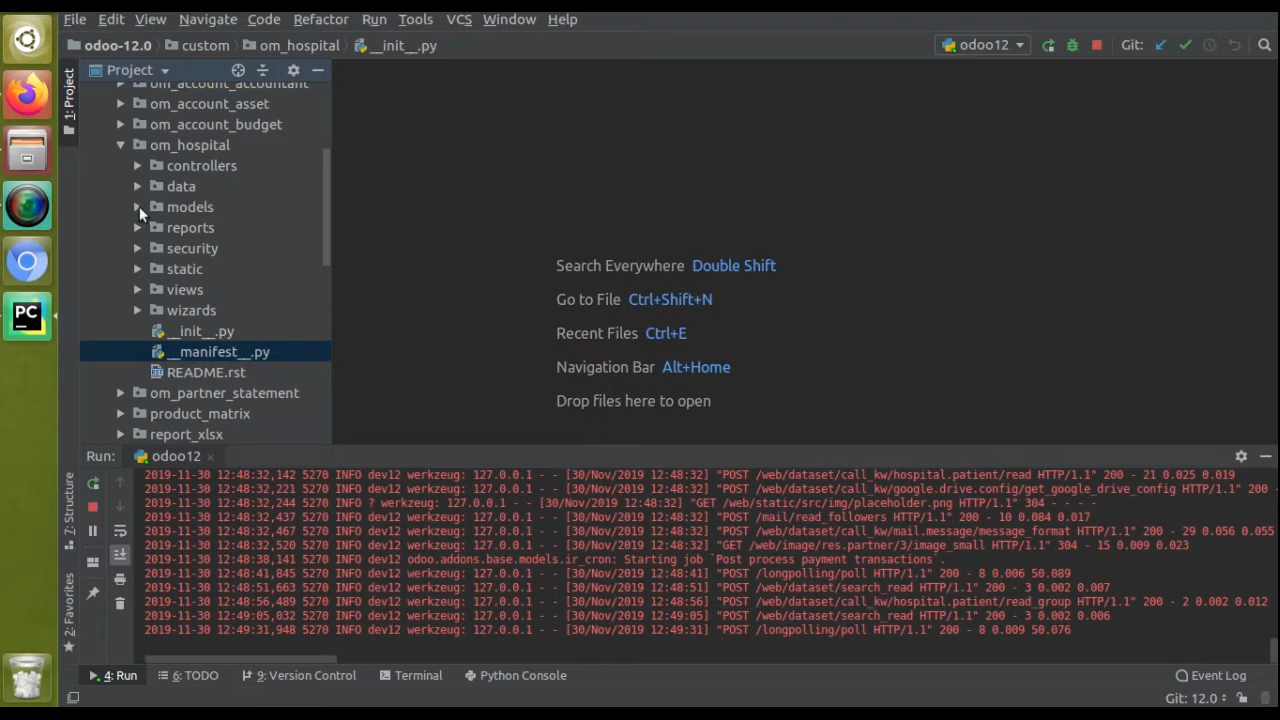 File Edit View Navigate Code Refactor Run Tools VCS Window Help
odoo-12.0 custom om_hospital __init__.py odoo12 Git:
1: Project
Project
om_account_accountant
om_account_asset
om_account_budget
om_hospital
controllers
data
models
reports
security
static
views
wizards
__init__.py
__manifest__.py
README.rst
om_partner_statement
product_matrix
report_xlsx
Search Everywhere Double Shift
Go to File Ctrl+Shift+N
Recent Files Ctrl+E
Navigation Bar Alt+Home
Drop files here to open
PC
Run: odoo12
7: Structure
2: Favorites
2019-11-30 12:48:32,142 5270 INFO dev12 werkzeug: 127.0.0.1 - - [30/Nov/2019 12:48:32] "POST /web/dataset/call_kw/hospital.patient/read HTTP/1.1" 200 - 21 0.025 0.019
2019-11-30 12:48:32,221 5270 INFO dev12 werkzeug: 127.0.0.1 - - [30/Nov/2019 12:48:32] "POST /web/dataset/call_kw/google.drive.config/get_google_drive_config HTTP/1.1" 200 -
2019-11-30 12:48:32,244 5270 INFO ? werkzeug: 127.0.0.1 - - [30/Nov/2019 12:48:32] "GET /web/static/src/img/placeholder.png HTTP/1.1" 304 - - - -
2019-11-30 12:48:32,437 5270 INFO dev12 werkzeug: 127.0.0.1 - - [30/Nov/2019 12:48:32] "POST /mail/read_followers HTTP/1.1" 200 - 10 0.084 0.017
2019-11-30 12:48:32,467 5270 INFO dev12 werkzeug: 127.0.0.1 - - [30/Nov/2019 12:48:32] "POST /web/dataset/call_kw/mail.message/message_format HTTP/1.1" 200 - 29 0.056 0.055
2019-11-30 12:48:32,520 5270 INFO dev12 werkzeug: 127.0.0.1 - - [30/Nov/2019 12:48:32] "GET /web/image/res.partner/3/image_small HTTP/1.1" 304 - 15 0.009 0.023
2019-11-30 12:48:38,141 5270 INFO dev12 odoo.addons.base.models.ir_cron: Starting job `Post process payment transactions`.
2019-11-30 12:48:41,845 5270 INFO dev12 werkzeug: 127.0.0.1 - - [30/Nov/2019 12:48:41] "POST /longpolling/poll HTTP/1.1" 200 - 8 0.006 50.089
2019-11-30 12:48:51,663 5270 INFO dev12 werkzeug: 127.0.0.1 - - [30/Nov/2019 12:48:51] "POST /web/dataset/search_read HTTP/1.1" 200 - 3 0.002 0.007
2019-11-30 12:48:56,489 5270 INFO dev12 werkzeug: 127.0.0.1 - - [30/Nov/2019 12:48:56] "POST /web/dataset/call_kw/hospital.patient/read_group HTTP/1.1" 200 - 2 0.002 0.012
2019-11-30 12:49:05,032 5270 INFO dev12 werkzeug: 127.0.0.1 - - [30/Nov/2019 12:49:05] "POST /web/dataset/search_read HTTP/1.1" 200 - 3 0.002 0.006
2019-11-30 12:49:31,948 5270 INFO dev12 werkzeug: 127.0.0.1 - - [30/Nov/2019 12:49:31] "POST /longpolling/poll HTTP/1.1" 200 - 8 0.009 50.076
4: Run 6: TODO 9: Version Control Terminal Python Console Event Log
Git: 12.0